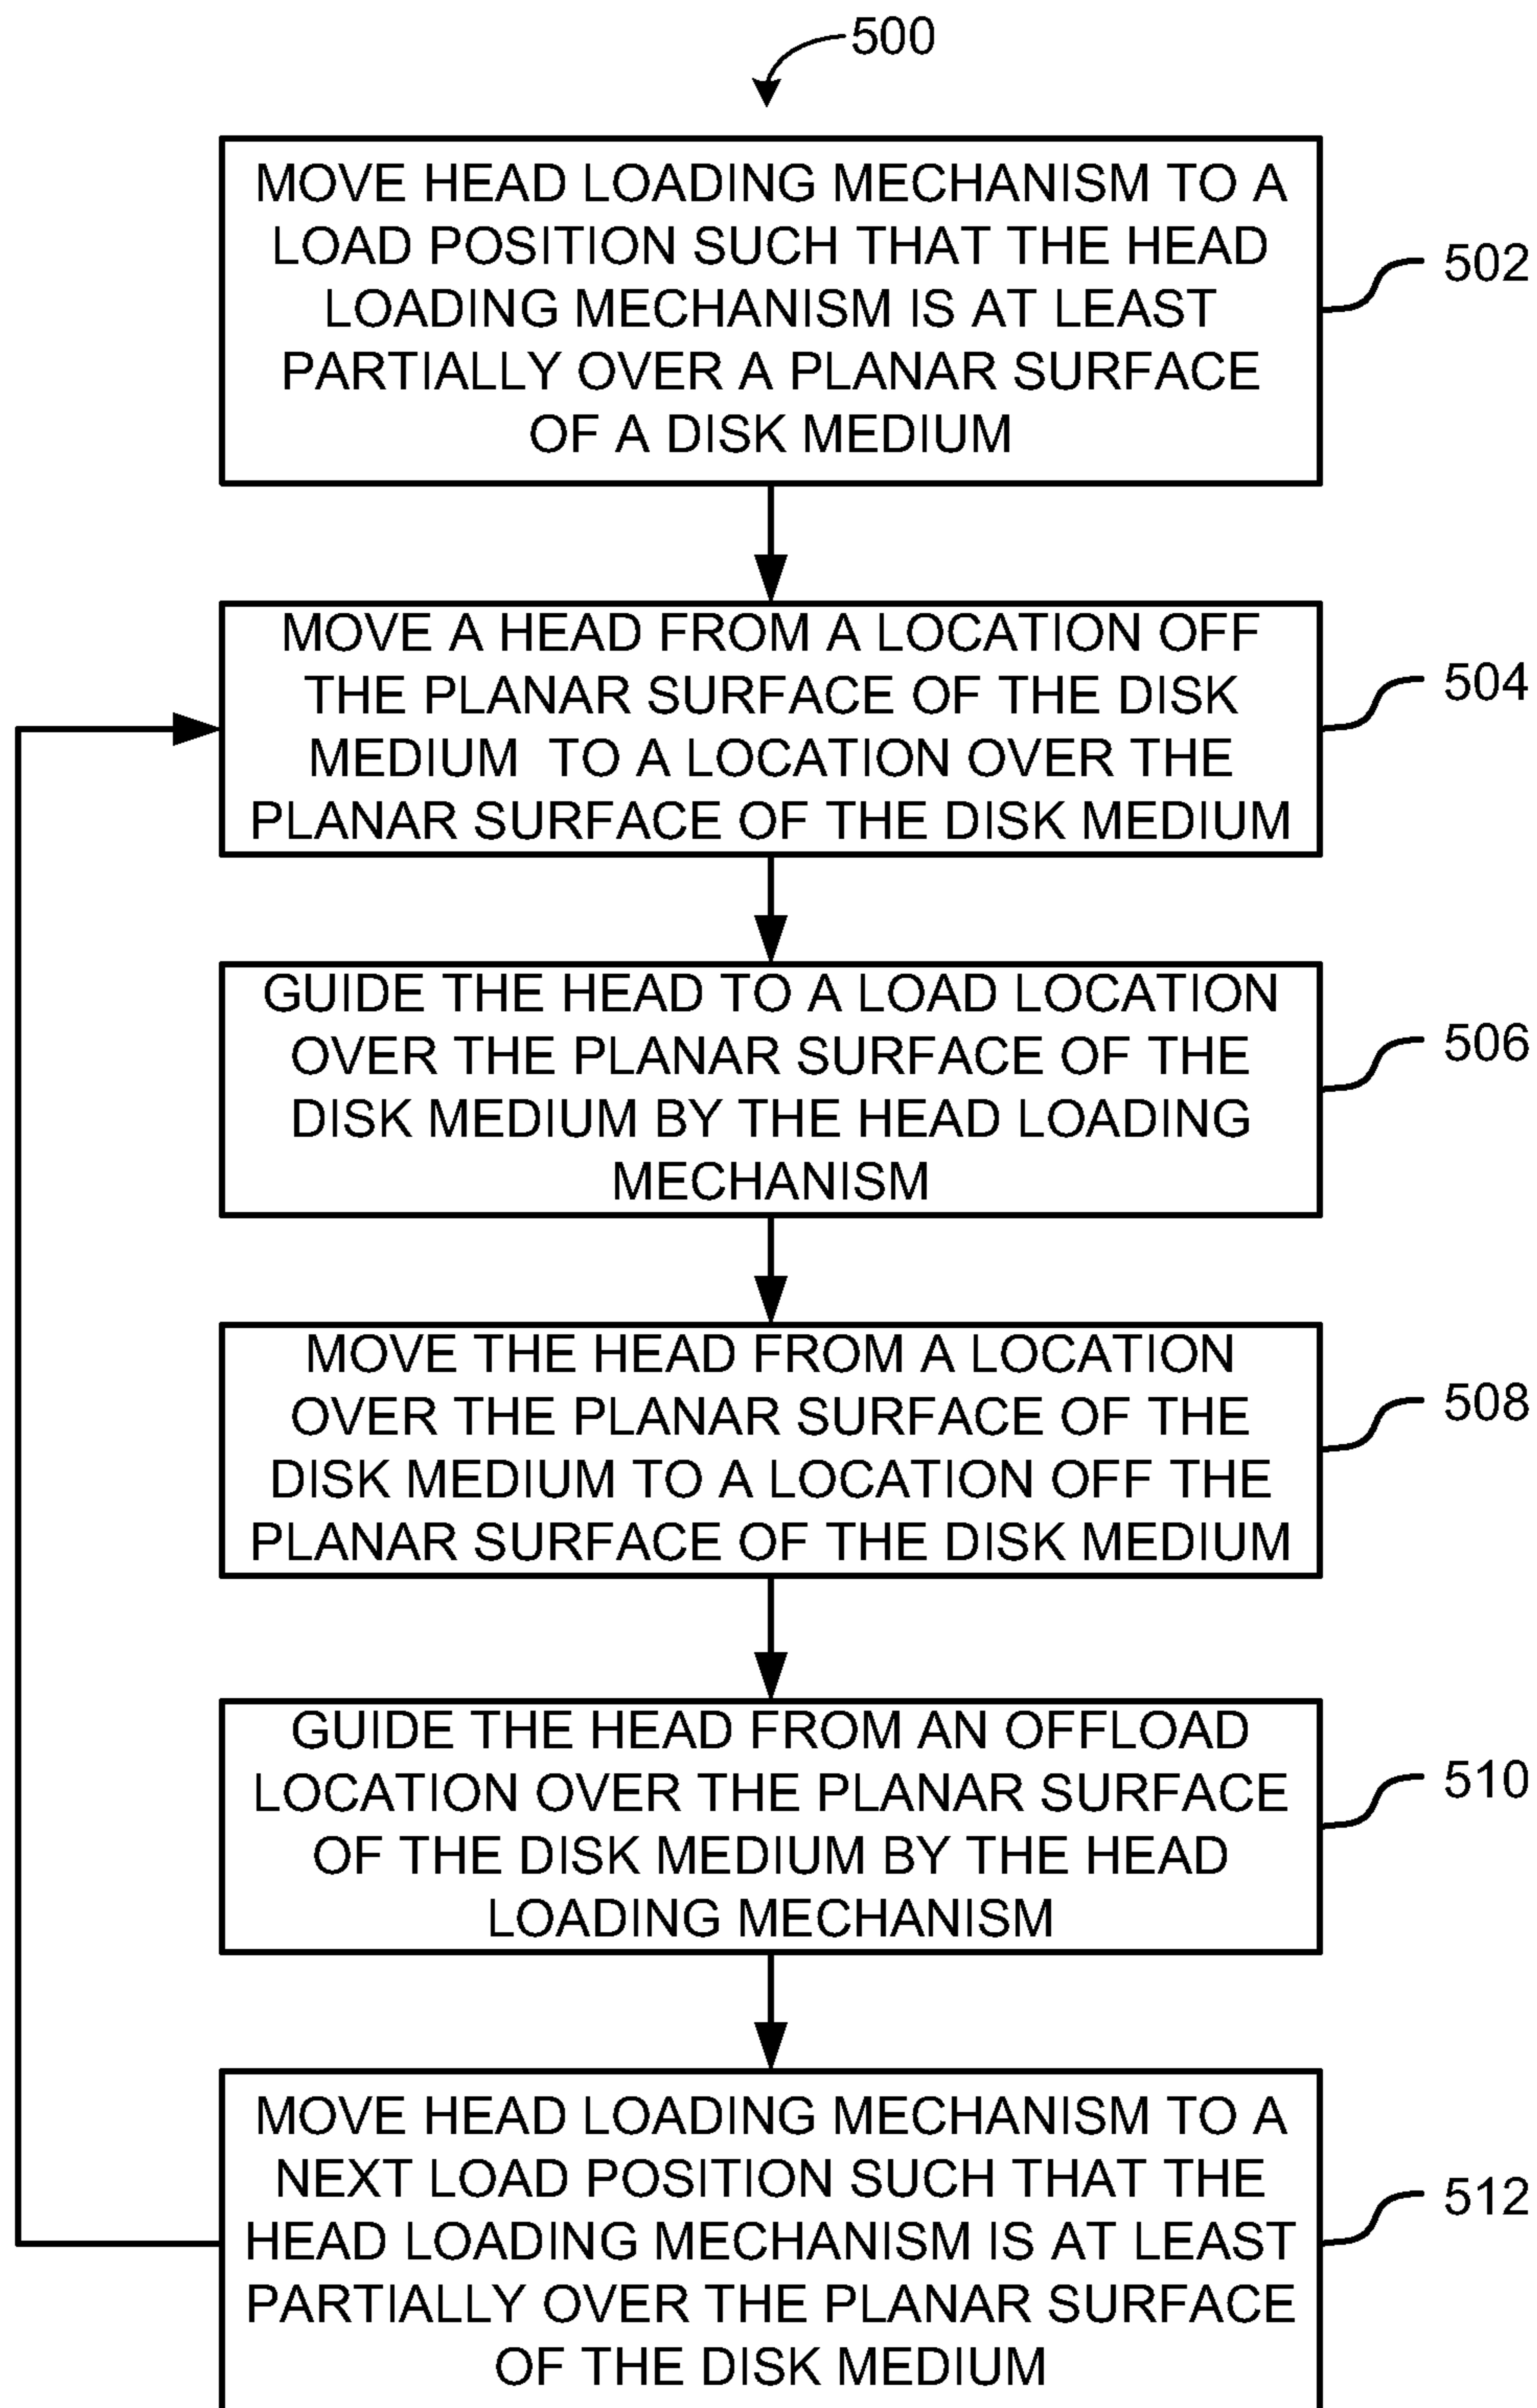 500
MOVE HEAD LOADING MECHANISM TO A
LOAD POSITION SUCH THAT THE HEAD
LOADING MECHANISM IS AT LEAST
PARTIALLY OVER A PLANAR SURFACE
OF A DISK MEDIUM
502
MOVE A HEAD FROM A LOCATION OFF
THE PLANAR SURFACE OF THE DISK
MEDIUM TO A LOCATION OVER THE
PLANAR SURFACE OF THE DISK MEDIUM
504
GUIDE THE HEAD TO A LOAD LOCATION
OVER THE PLANAR SURFACE OF THE
DISK MEDIUM BY THE HEAD LOADING
MECHANISM
506
MOVE THE HEAD FROM A LOCATION
OVER THE PLANAR SURFACE OF THE
DISK MEDIUM TO A LOCATION OFF THE
PLANAR SURFACE OF THE DISK MEDIUM
508
GUIDE THE HEAD FROM AN OFFLOAD
LOCATION OVER THE PLANAR SURFACE
OF THE DISK MEDIUM BY THE HEAD
LOADING MECHANISM
510
MOVE HEAD LOADING MECHANISM TO A
NEXT LOAD POSITION SUCH THAT THE
HEAD LOADING MECHANISM IS AT LEAST
PARTIALLY OVER THE PLANAR SURFACE
OF THE DISK MEDIUM
512